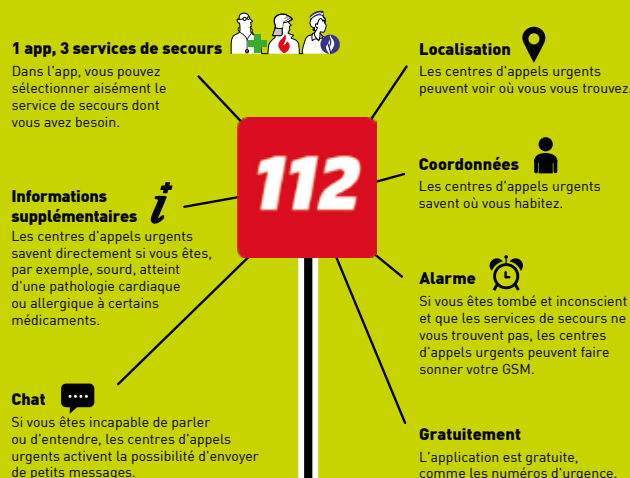 1 app, 3 services de secours
Dans l'app, vous pouvez
sélectionner aisément le
service de secours dont
vous avez besoin.
Informations
supplémentaires
Les centres d'appels urgents
savent directement si vous êtes,
par exemple, sourd, atteint
d'une pathologie cardiaque
ou allergique à certains
médicaments.
Chat
Si vous êtes incapable de parler
ou d'entendre, les centres d'appels
urgents activent la possibilité d'envoyer
de petits messages.
112
Localisation
Les centres d'appels urgents
peuvent voir où vous vous trouvez.
Coordonnées
Les centres d'appels urgents
savent où vous habitez.
Alarme
Si vous êtes tombé et inconscient
et que les services de secours ne
vous trouvent pas, les centres
d'appels urgents peuvent faire
sonner votre GSM.
Gratuitement
L'application est gratuite,
comme les numéros d'urgence.